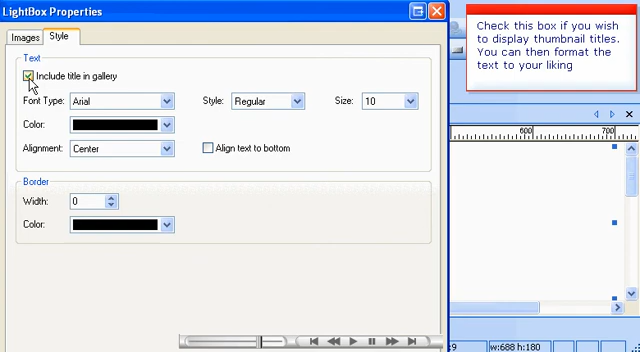 LightBox Properties
Images Style
Text
Include title in gallery
Font Type: Arial Style: Regular Size: 10
Color:
Alignment: Center Align text to bottom
Border
Width: 0
Color:
Check this box if you wish
to display thumbnail titles.
You can then format the
text to your liking
600 700
:9 w:688 h:180